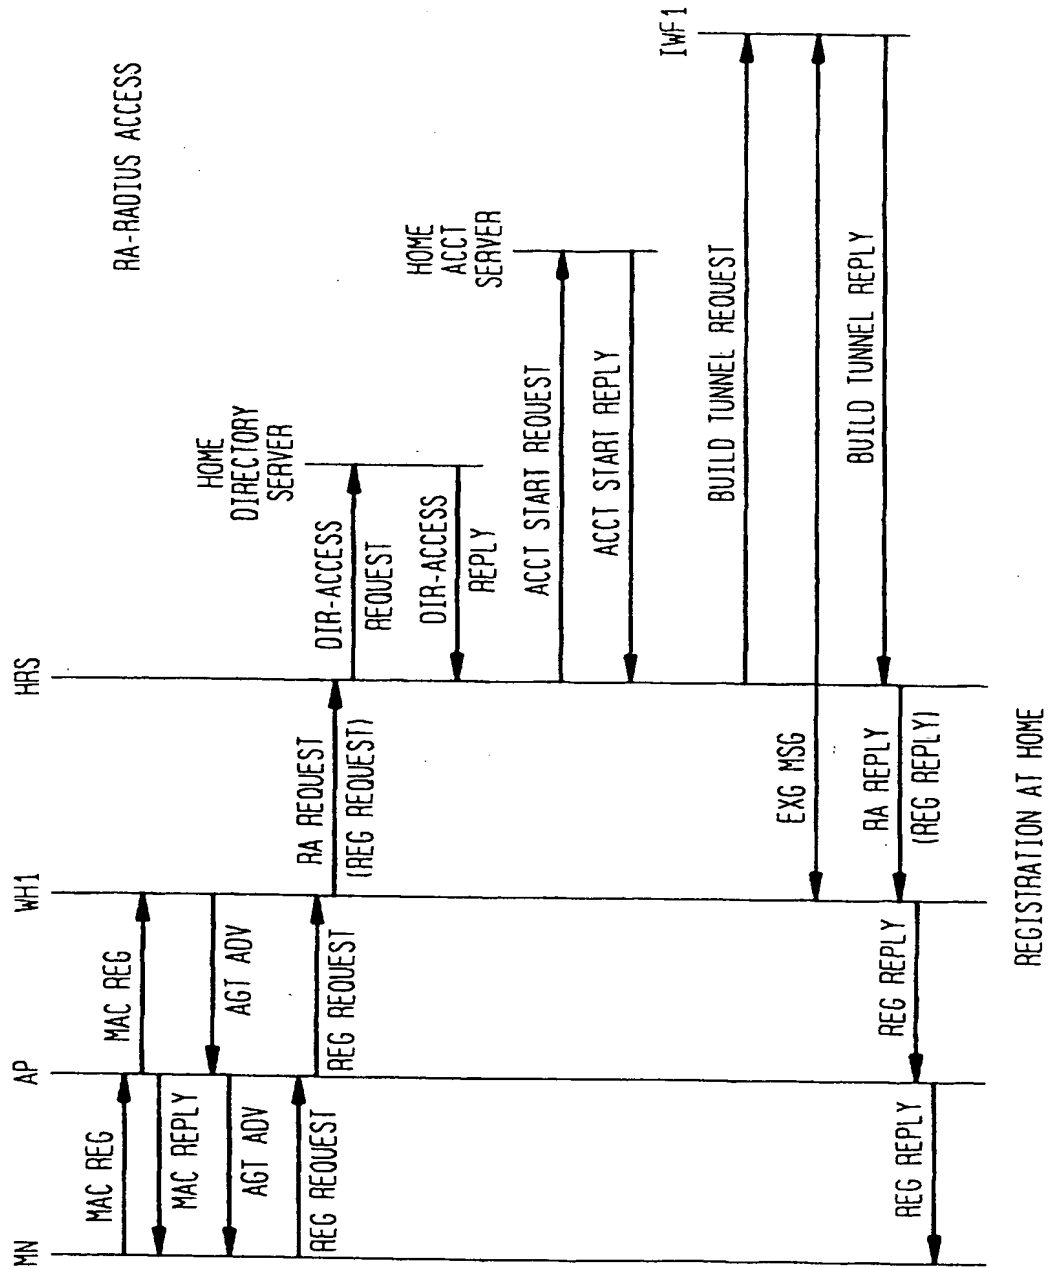 RA-RADIUS ACCESS
MN
AP
WH1
HRS
HOME
DIRECTORY
SERVER
HOME
ACCT
SERVER
IWF1
MAC REG
MAC REG
MAC REPLY
AGT ADV
AGT ADV
REG REQUEST
REG REQUEST
RA REQUEST
(REG REQUEST)
DIR-ACCESS
REQUEST
DIR-ACCESS
REPLY
ACCT START REQUEST
ACCT START REPLY
BUILD TUNNEL REQUEST
EXG MSG
BUILD TUNNEL REPLY
RA REPLY
(REG REPLY)
REG REPLY
REG REPLY
REGISTRATION AT HOME